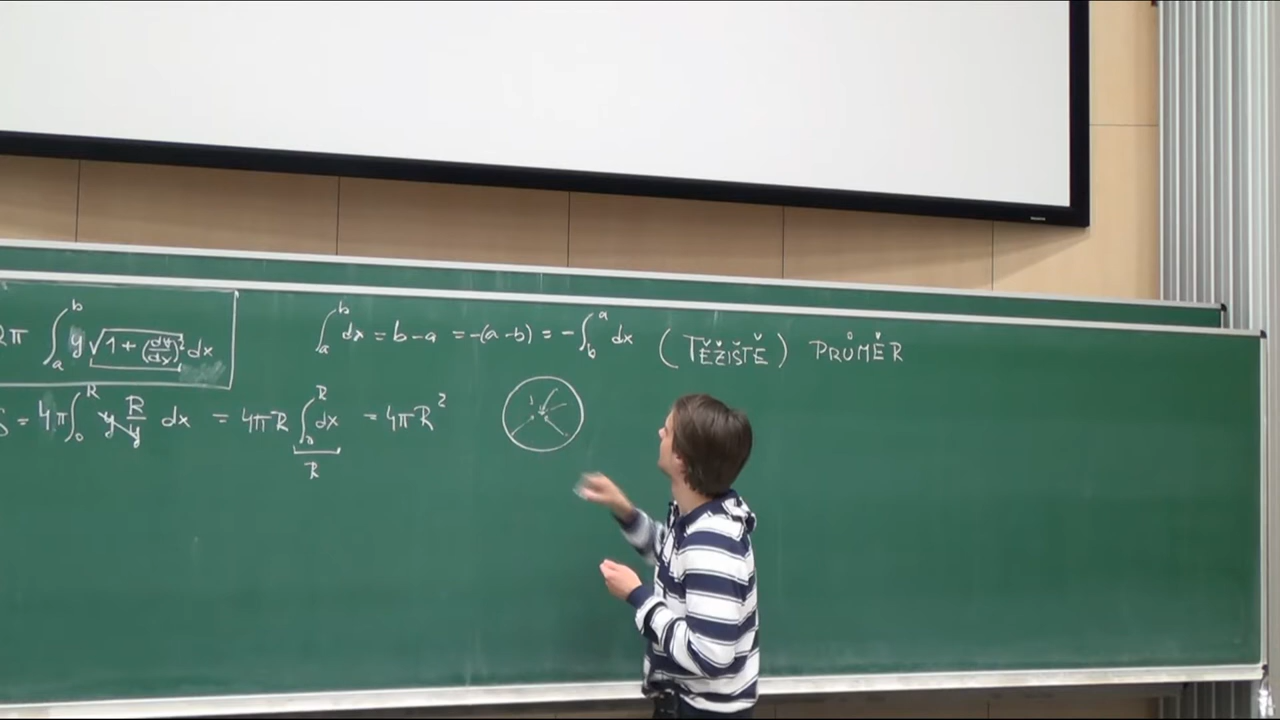 2π ∫_a^b y √(1+(dy/dx)²) dx
∫_a^b dx = b-a = -(a-b) = -∫_b^a dx
(TĚŽIŠTĚ) PRŮMĚR
S = 4π ∫_0^R y R/y dx = 4πR ∫_0^R dx = 4πR²
R